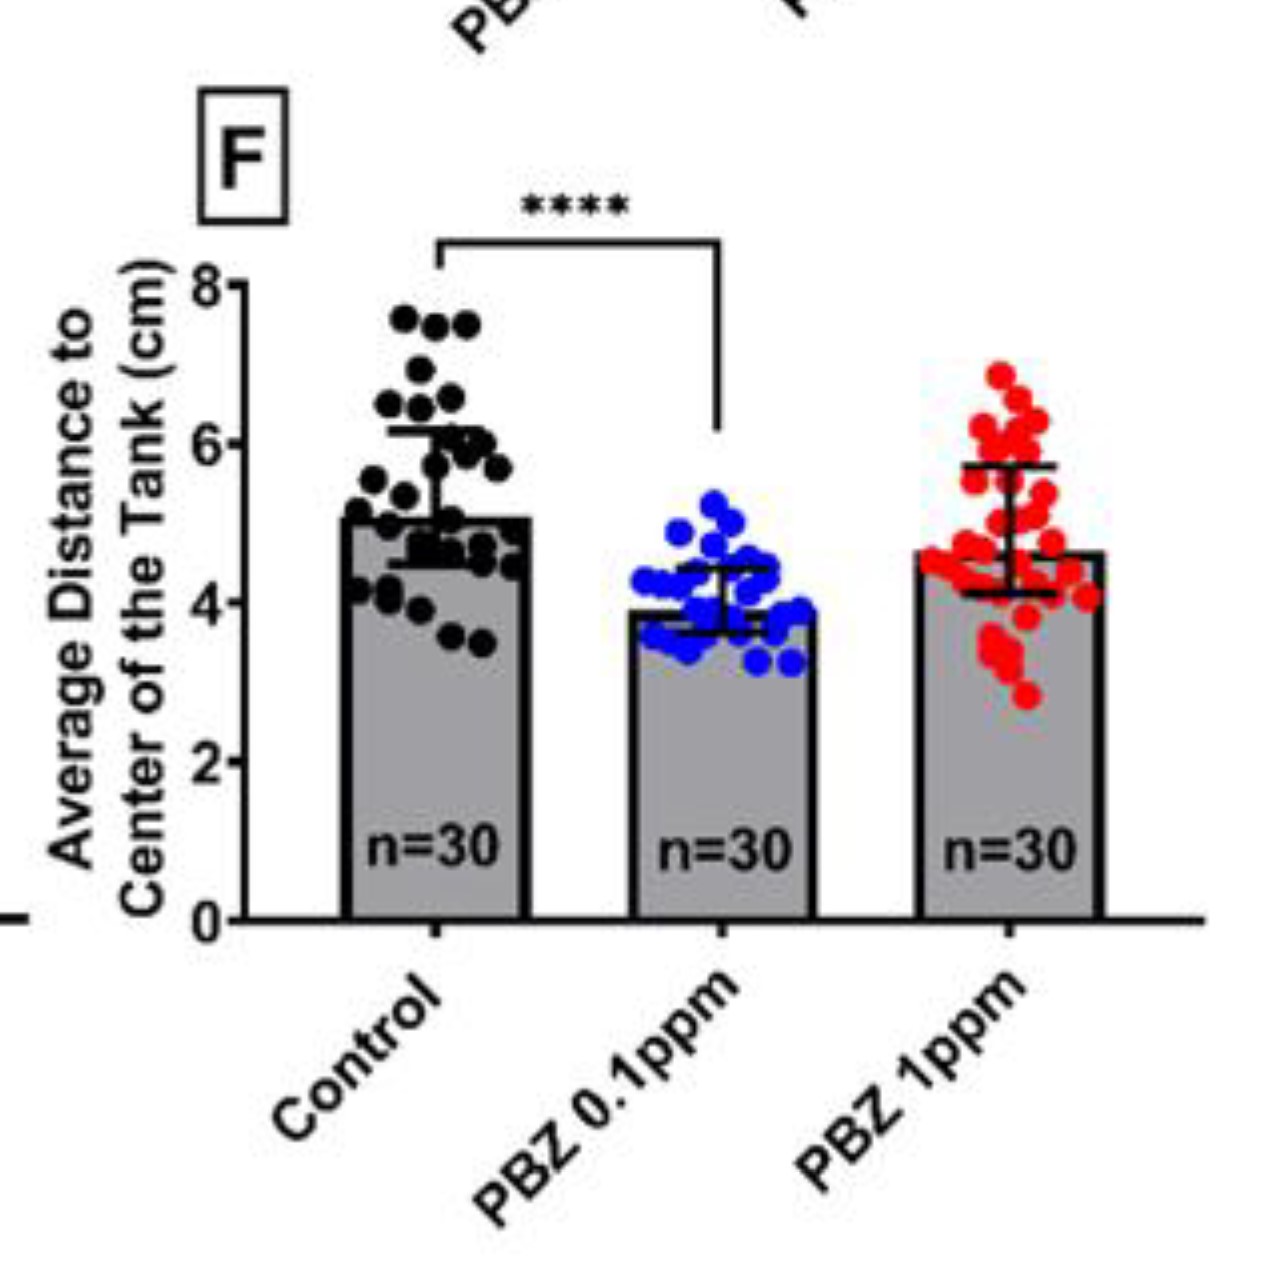 PB
F
****
Average Distance to
Center of the Tank (cm)
8
6
4
2
0
n=30
n=30
n=30
Control
PBZ 0.1ppm
PBZ 1ppm